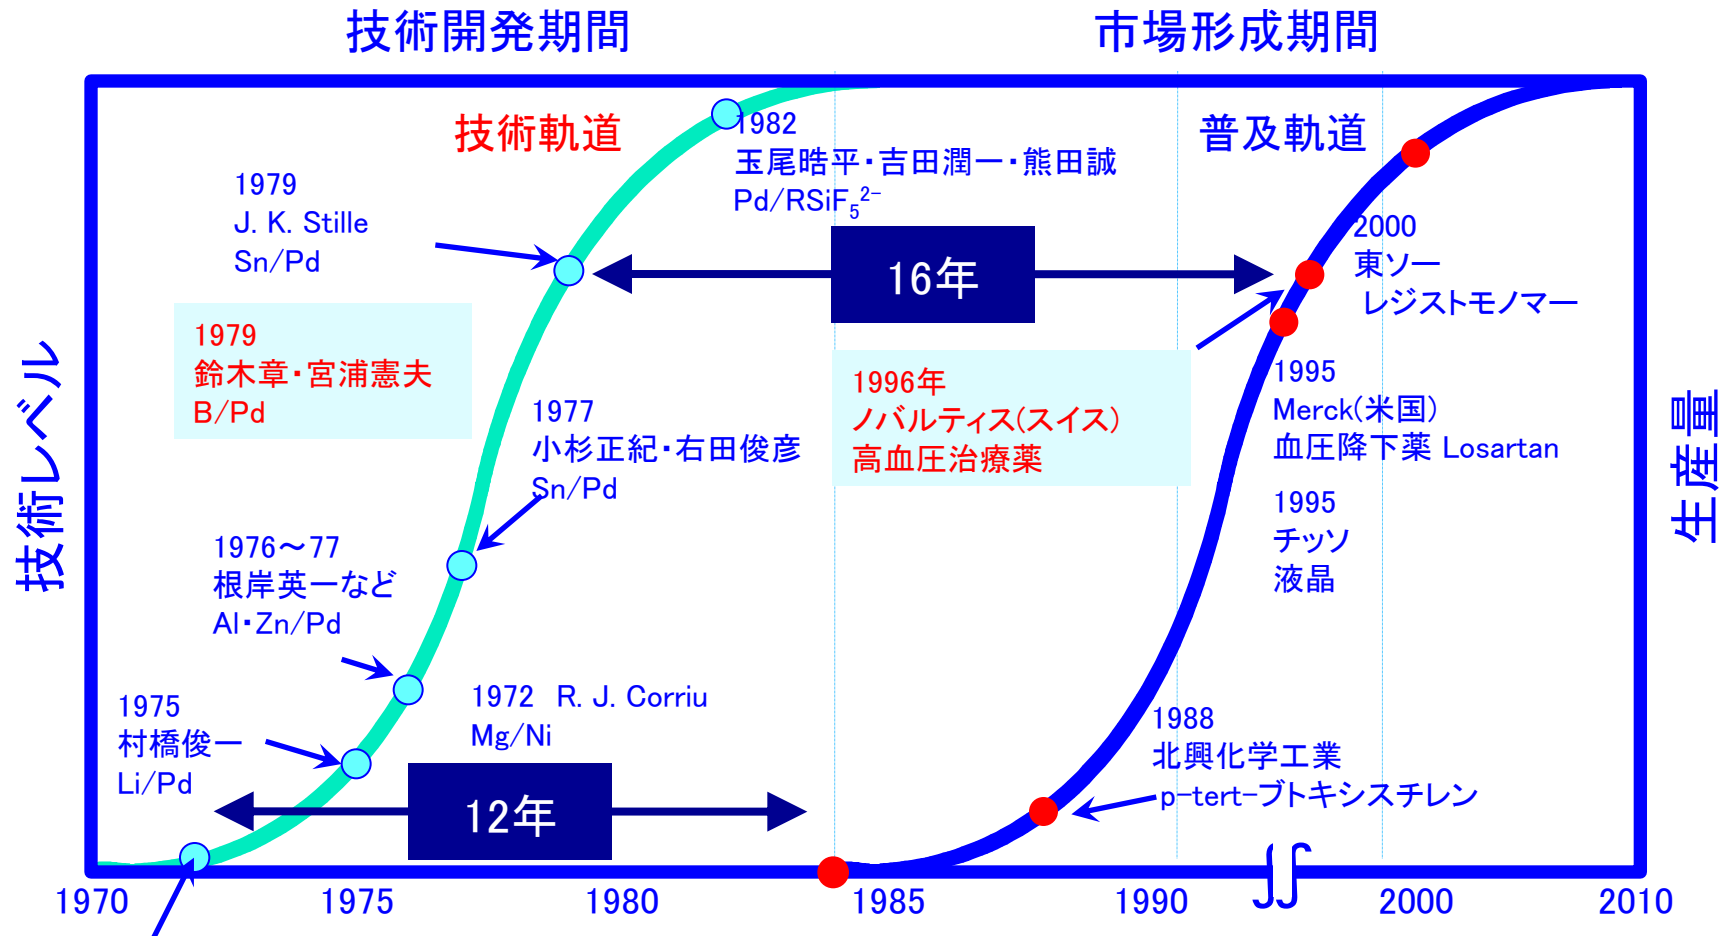 技術開発期間
市場形成期間
技術軌道
普及軌道
1982
玉尾皓平・吉田潤一・熊田誠
Pd/RSiF₅²⁻
1979
J. K. Stille
Sn/Pd
16年
2000
東ソー
レジストモノマー
1979
鈴木章・宮浦憲夫
B/Pd
1996年
ノバルティス(スイス)
高血圧治療薬
1995
Merck(米国)
血圧降下薬 Losartan
1977
小杉正紀・右田俊彦
Sn/Pd
1995
チッソ
液晶
技術レベル
生産量
1976～77
根岸英一など
Al・Zn/Pd
1972 R. J. Corriu
Mg/Ni
1975
村橋俊一
Li/Pd
12年
1988
北興化学工業
p-tert-ブトキシスチレン
1970
1975
1980
1985
1990
2000
2010